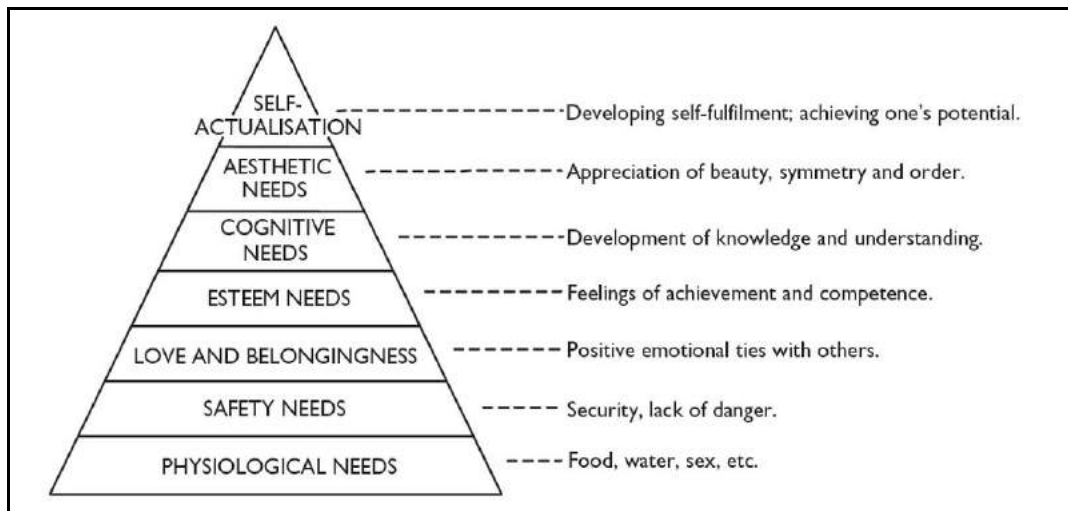 SELF-
ACTUALISATION
Developing self-fulfilment; achieving one's potential.
AESTHETIC
NEEDS
Appreciation of beauty, symmetry and order.
COGNITIVE
NEEDS
Development of knowledge and understanding.
ESTEEM NEEDS
Feelings of achievement and competence.
LOVE AND BELONGINGNESS
Positive emotional ties with others.
SAFETY NEEDS
Security, lack of danger.
PHYSIOLOGICAL NEEDS
Food, water, sex, etc.